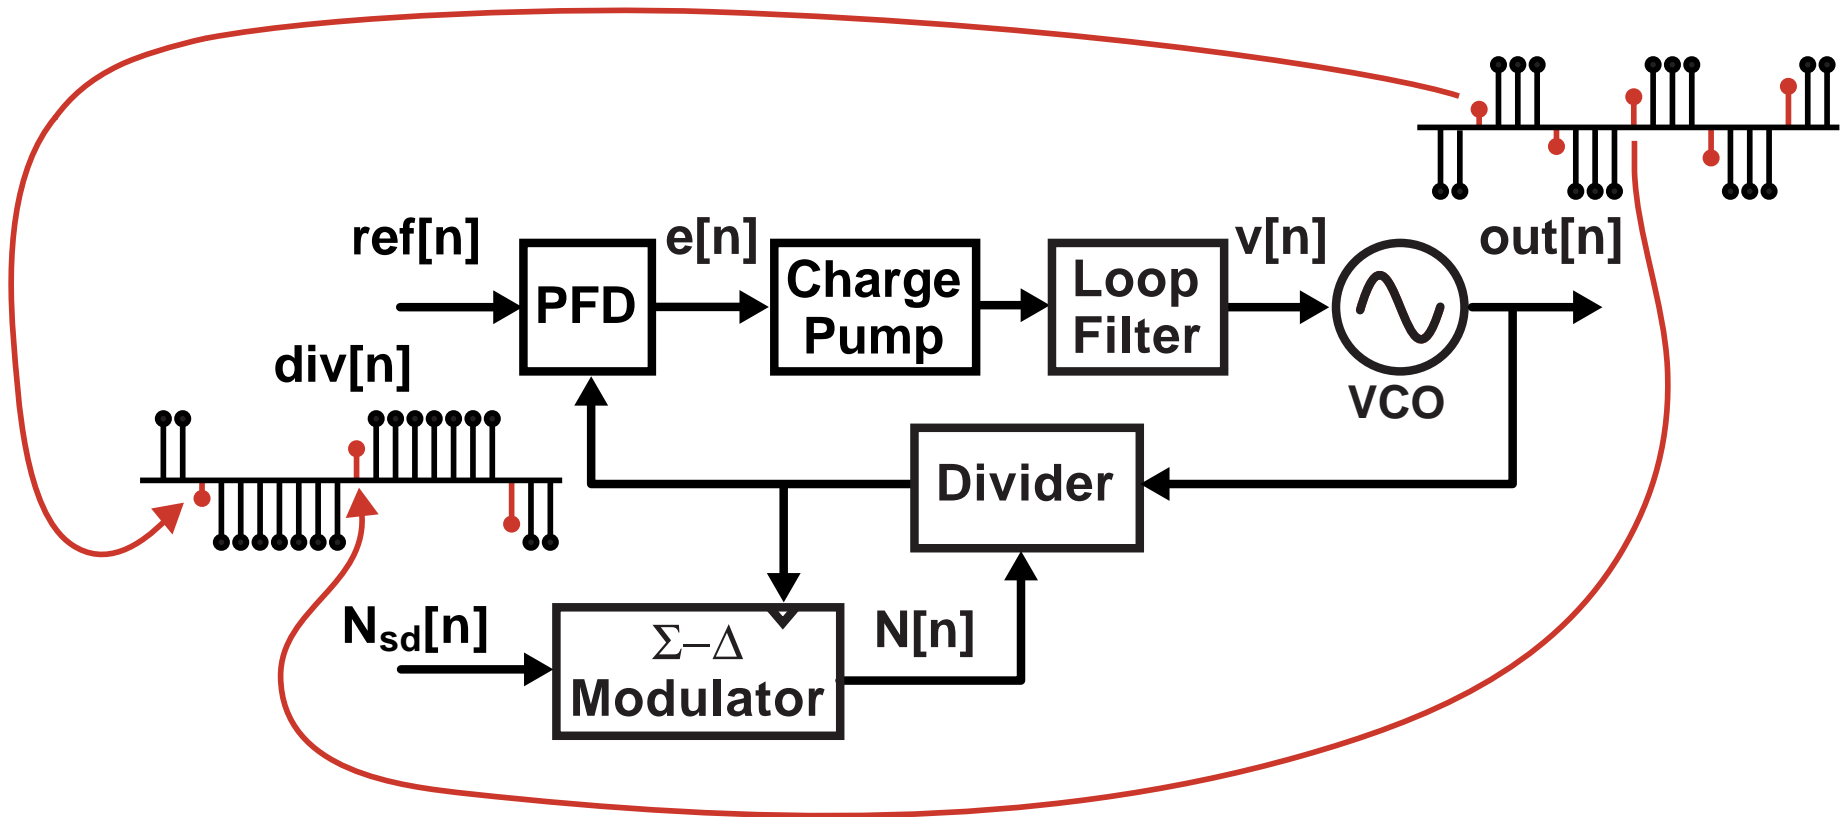 ref[n]
e[n]
v[n]
out[n]
PFD
Charge
Pump
Loop
Filter
div[n]
VCO
Divider
N_sd[n]
Σ−Δ
Modulator
N[n]